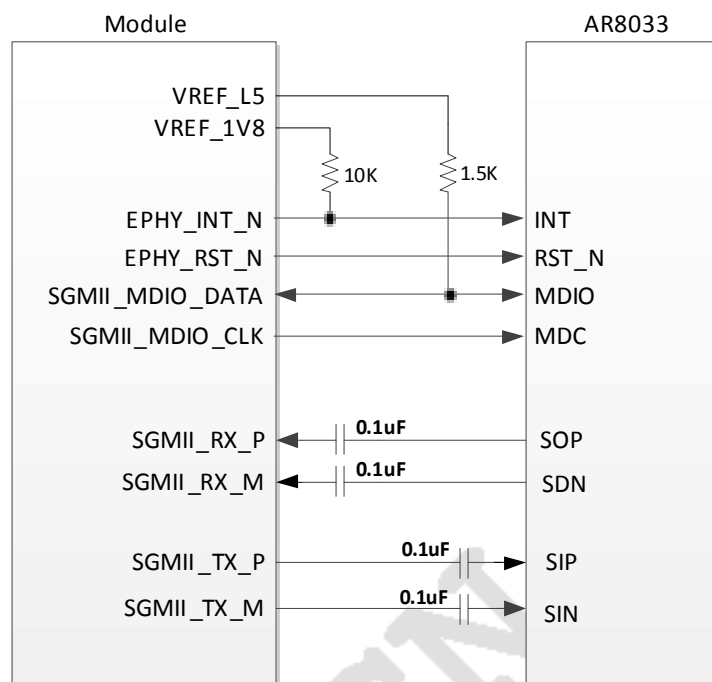 Module
AR8033
VREF_L5
VREF_1V8
10K
1.5K
EPHY_INT_N
INT
EPHY_RST_N
RST_N
SGMII_MDIO_DATA
MDIO
SGMII_MDIO_CLK
MDC
SGMII_RX_P
0.1uF
SOP
SGMII_RX_M
0.1uF
SDN
SGMII_TX_P
0.1uF
SIP
SGMII_TX_M
0.1uF
SIN